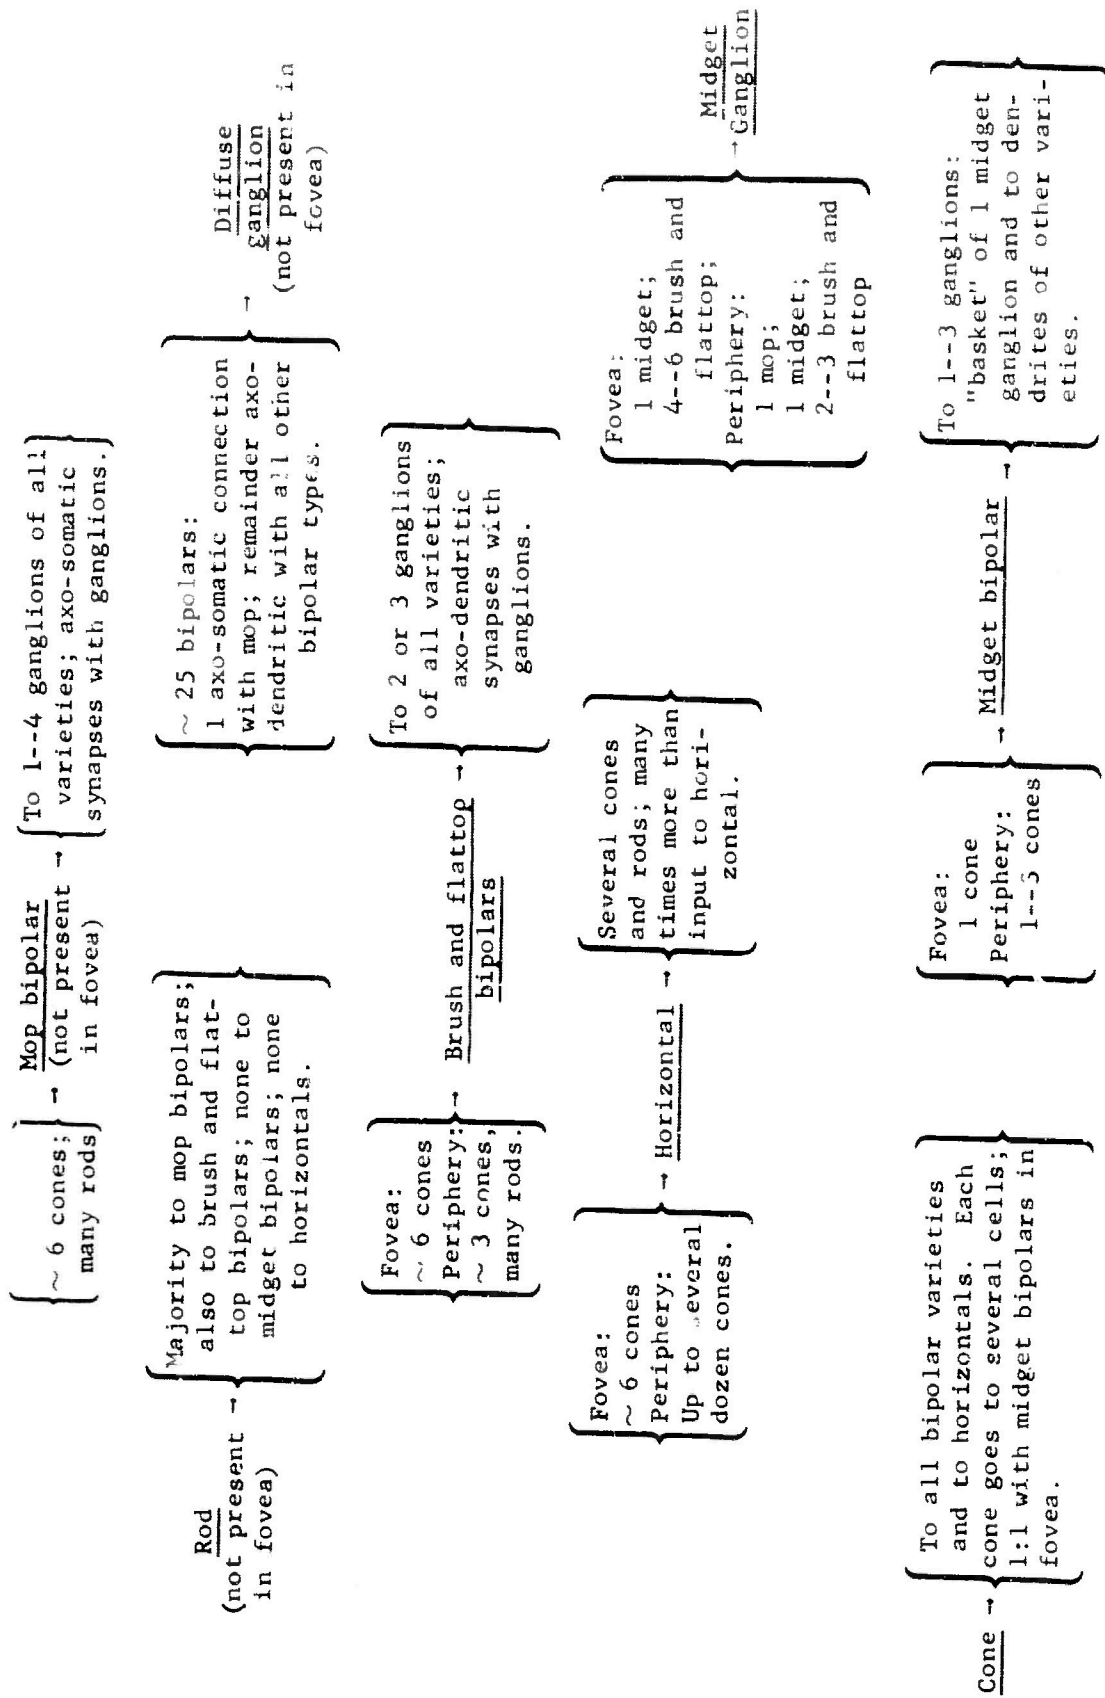 {~ 6 cones;
many rods}
→ Mop bipolar →
(not present
in fovea)
{To 1--4 ganglions of all
varieties; axo-somatic
synapses with ganglions.}
Rod
(not present →
in fovea)
{Majority to mop bipolars;
also to brush and flat-
top bipolars; none to
midget bipolars; none
to horizontals.}
{~ 25 bipolars:
1 axo-somatic connection
with mop; remainder axo-
dendritic with all other
bipolar types.}
→ Diffuse
ganglion
(not present in
fovea)
{Fovea:
~ 6 cones
Periphery:
~ 3 cones,
many rods.}
→ Brush and flattop →
bipolars
{To 2 or 3 ganglions
of all varieties;
axo-dendritic
synapses with
ganglions.}
{Fovea:
~ 6 cones
Periphery:
Up to several
dozen cones.}
→ Horizontal →
{Several cones
and rods; many
times more than
input to hori-
zontal.}
{Fovea:
1 midget;
4--6 brush and
flattop;
Periphery:
1 mop;
1 midget;
2--3 brush and
flattop}
→ Midget
Ganglion
Cone →
{To all bipolar varieties
and to horizontals. Each
cone goes to several cells;
1:1 with midget bipolars in
fovea.}
{Fovea:
1 cone
Periphery:
1--3 cones}
→ Midget bipolar →
{To 1--3 ganglions:
"basket" of 1 midget
ganglion and to den-
drites of other vari-
eties.}